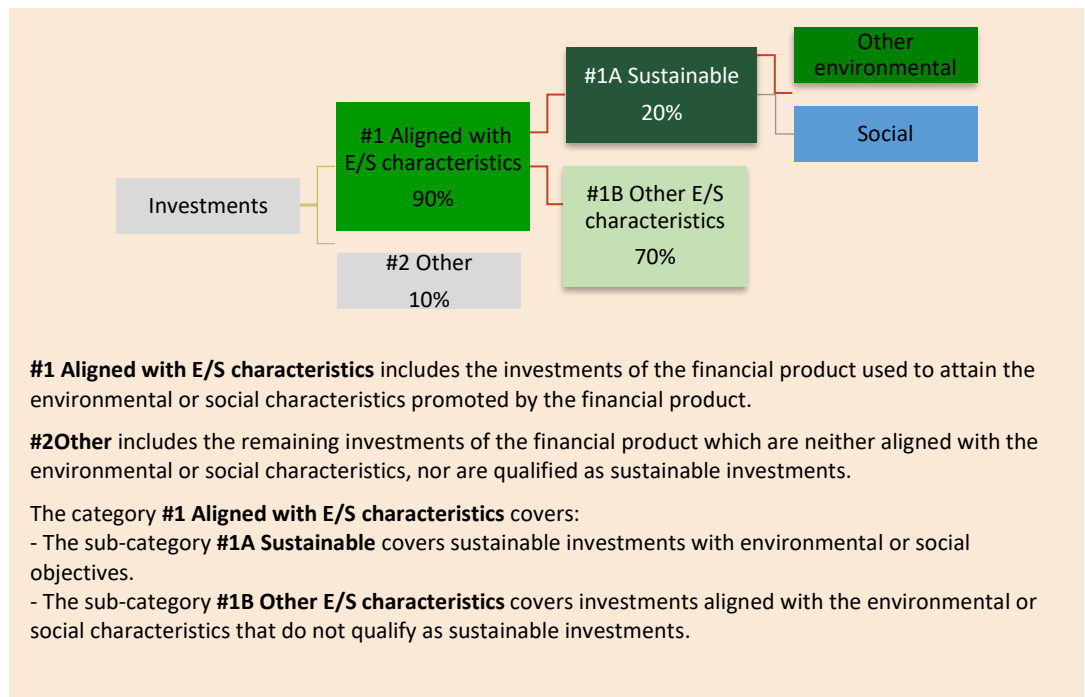 Investments
#1 Aligned with
E/S characteristics
90%
#2 Other
10%
#1A Sustainable
20%
#1B Other E/S
characteristics
70%
Other
environmental
Social
#1 Aligned with E/S characteristics includes the investments of the financial product used to attain the
environmental or social characteristics promoted by the financial product.
#2Other includes the remaining investments of the financial product which are neither aligned with the
environmental or social characteristics, nor are qualified as sustainable investments.
The category #1 Aligned with E/S characteristics covers:
- The sub-category #1A Sustainable covers sustainable investments with environmental or social
objectives.
- The sub-category #1B Other E/S characteristics covers investments aligned with the environmental or
social characteristics that do not qualify as sustainable investments.